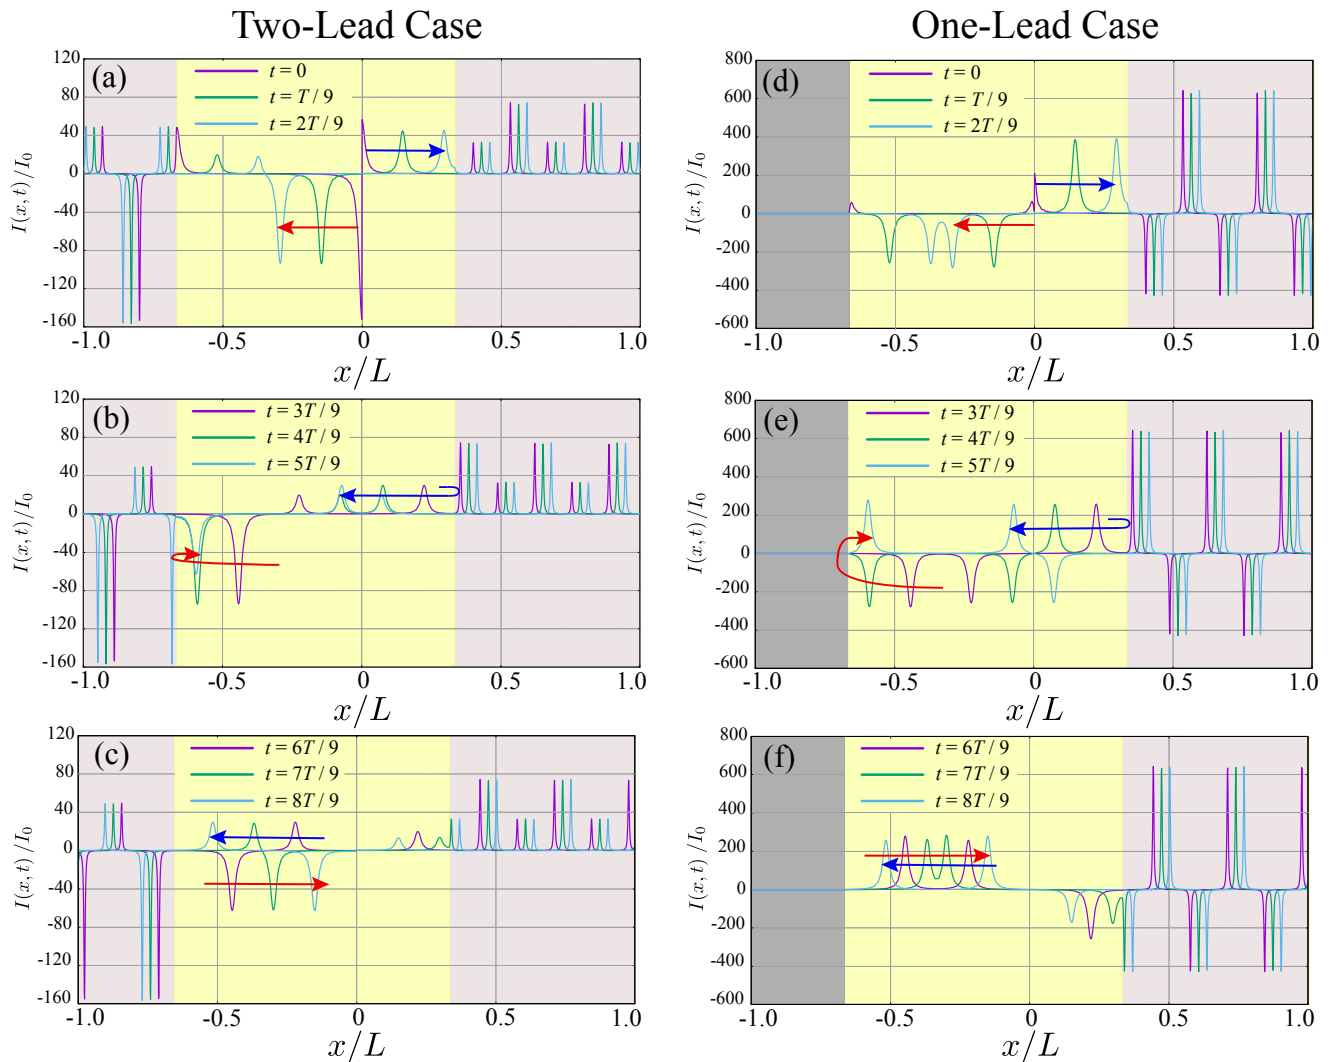 Two-Lead Case
One-Lead Case
(a)
t = 0
t = T / 9
t = 2T / 9
120
80
40
0
-40
-80
-120
-160
I(x, t)/I₀
-1.0
-0.5
0
0.5
1.0
x/L
(d)
t = 0
t = T / 9
t = 2T / 9
800
600
400
200
0
-200
-400
-600
I(x, t)/I₀
-1.0
-0.5
0
0.5
1.0
x/L
(b)
t = 3T / 9
t = 4T / 9
t = 5T / 9
120
80
40
0
-40
-80
-120
-160
I(x, t)/I₀
-1.0
-0.5
0
0.5
1.0
x/L
(e)
t = 3T / 9
t = 4T / 9
t = 5T / 9
800
600
400
200
0
-200
-400
-600
I(x, t)/I₀
-1.0
-0.5
0
0.5
1.0
x/L
(c)
t = 6T / 9
t = 7T / 9
t = 8T / 9
120
80
40
0
-40
-80
-120
-160
I(x, t)/I₀
-1.0
-0.5
0
0.5
1.0
x/L
(f)
t = 6T / 9
t = 7T / 9
t = 8T / 9
800
600
400
200
0
-200
-400
-600
I(x, t)/I₀
-1.0
-0.5
0
0.5
1.0
x/L